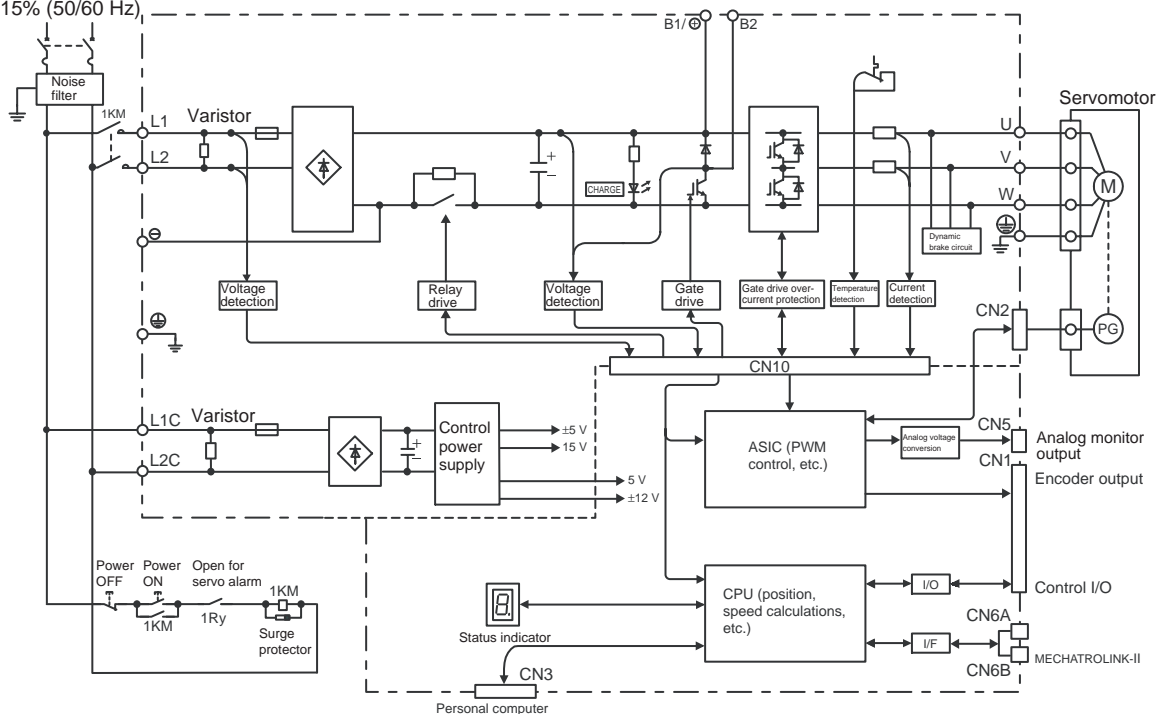 15% (50/60 Hz)
B1/⊕
B2
Noise
filter
1KM
Varistor
L1
L2
Servomotor
U
V
W
M
+
–
CHARGE
Dynamic
brake circuit
⊖
Voltage
detection
Relay
drive
Voltage
detection
Gate
drive
Gate drive over-
current protection
Temperature
detection
Current
detection
CN2
PG
CN10
L1C
Varistor
L2C
+
–
Control
power
supply
±5 V
15 V
5 V
±12 V
ASIC (PWM
control, etc.)
Analog voltage
conversion
CN5
Analog monitor
output
CN1
Encoder output
Power
OFF
Power
ON
Open for
servo alarm
1KM
1KM
1Ry
Surge
protector
8.
Status indicator
CPU (position,
speed calculations,
etc.)
I/O
Control I/O
I/F
CN6A
CN6B
MECHATROLINK-II
CN3
Personal computer